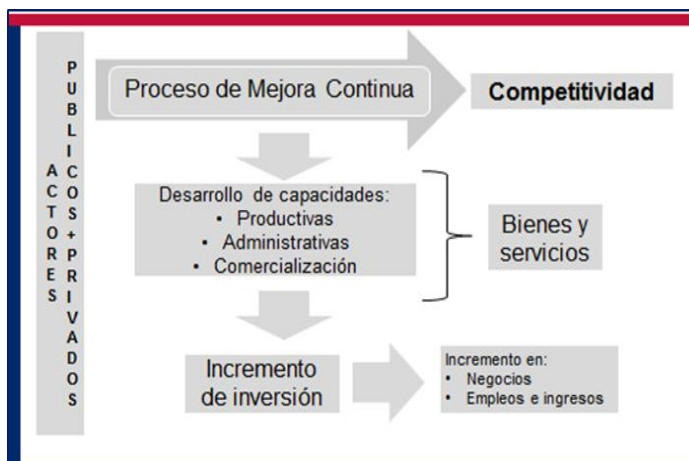 ACTORES
PUBLICOS+PRIVADOS
Proceso de Mejora Continua
Competitividad
Desarrollo de capacidades:
• Productivas
• Administrativas
• Comercialización
Bienes y
servicios
Incremento
de inversión
Incremento en:
• Negocios
• Empleos e ingresos